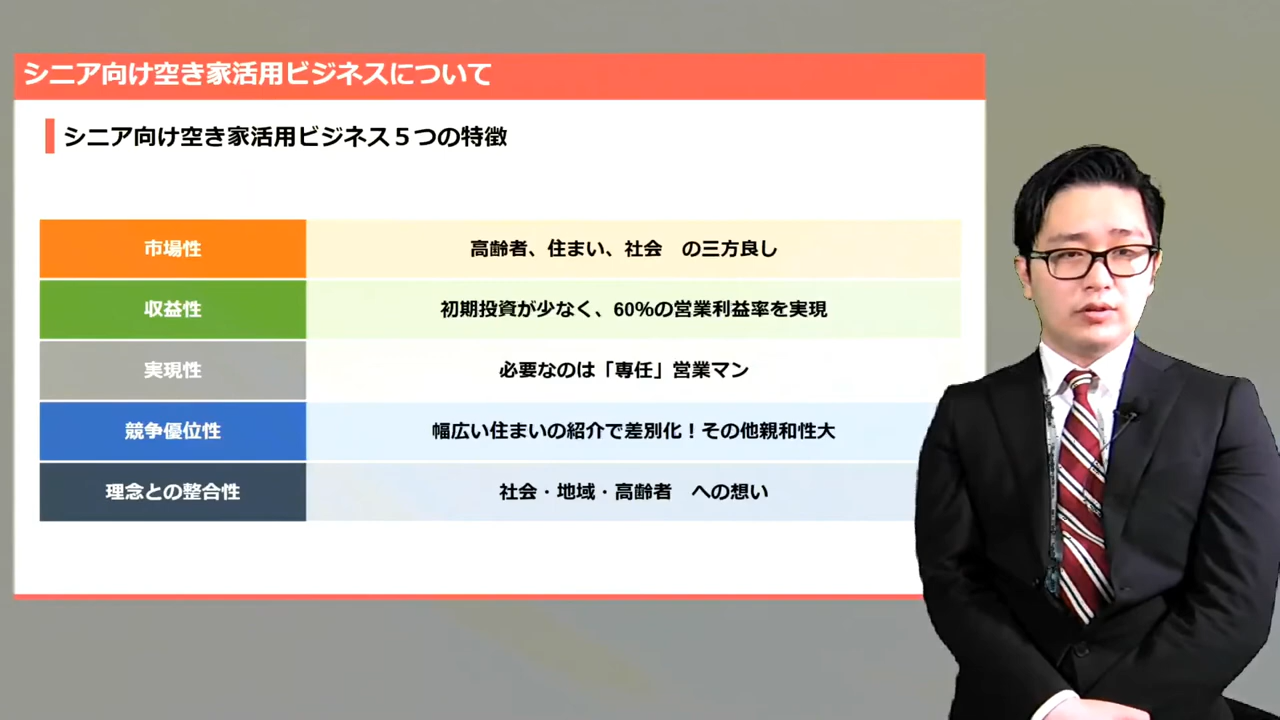 シニア向け空き家活用ビジネスについて
シニア向け空き家活用ビジネス５つの特徴
市場性 高齢者、住まい、社会　の三方良し
収益性 初期投資が少なく、60%の営業利益率を実現
実現性 必要なのは「専任」営業マン
競争優位性 幅広い住まいの紹介で差別化！その他親和性大
理念との整合性 社会・地域・高齢者　への想い